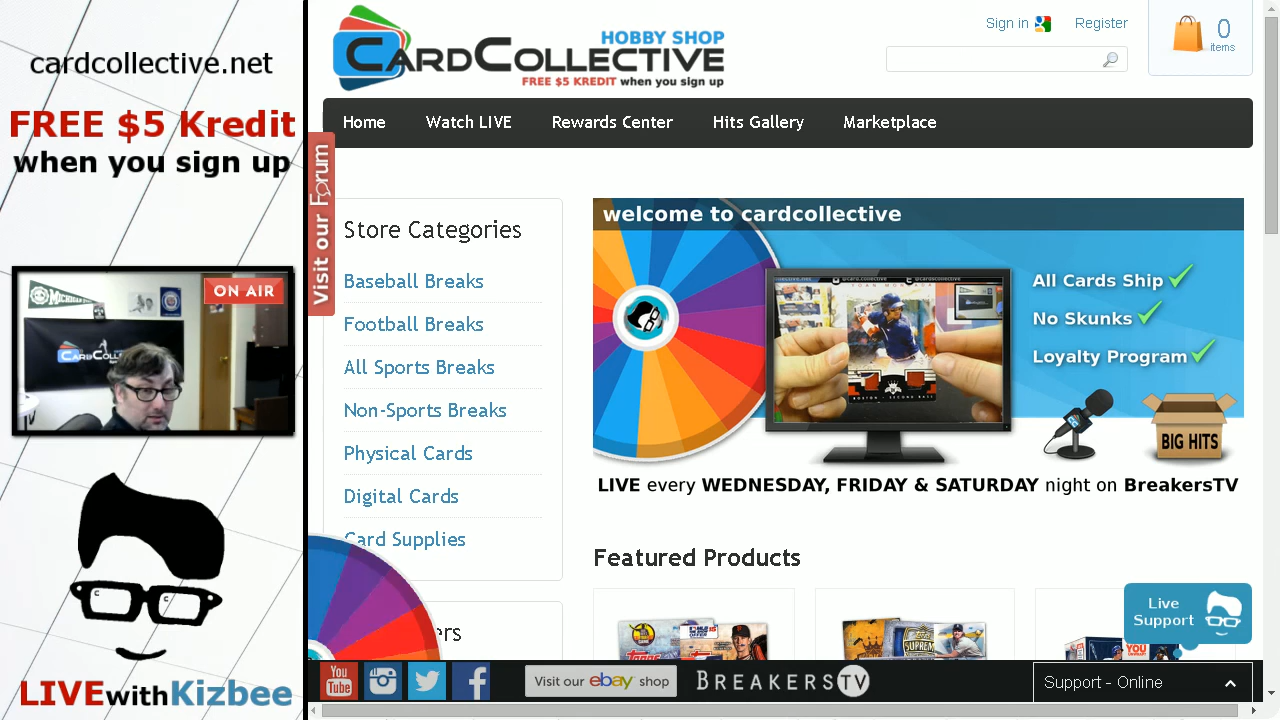 cardcollective.net
FREE $5 Kredit
when you sign up
ON AIR
LIVEwithKizbee
HOBBY SHOP
CARDCOLLECTIVE
FREE $5 KREDIT when you sign up
Sign in
Register
0
items
Home
Watch LIVE
Rewards Center
Hits Gallery
Marketplace
Visit our Forum
Store Categories
Baseball Breaks
Football Breaks
All Sports Breaks
Non-Sports Breaks
Physical Cards
Digital Cards
Card Supplies
welcome to cardcollective
All Cards Ship
No Skunks
Loyalty Program
BIG HITS
LIVE every WEDNESDAY, FRIDAY & SATURDAY night on BreakersTV
Featured Products
Live
Support
You
Tube
Visit our ebay shop
BREAKERSTV
Support - Online